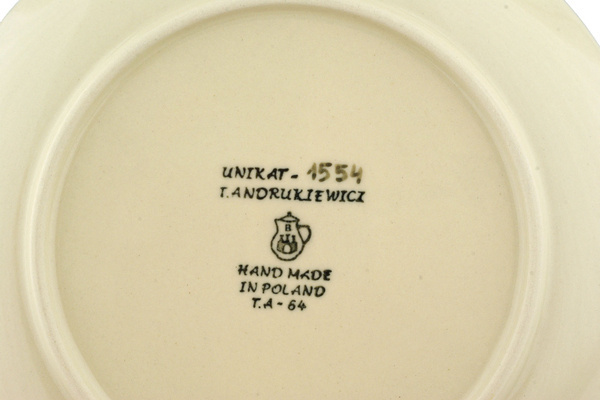 UNIKAT - 1554
T. ANDRUKIEWICZ
B
HAND MADE
IN POLAND
T.A - 64